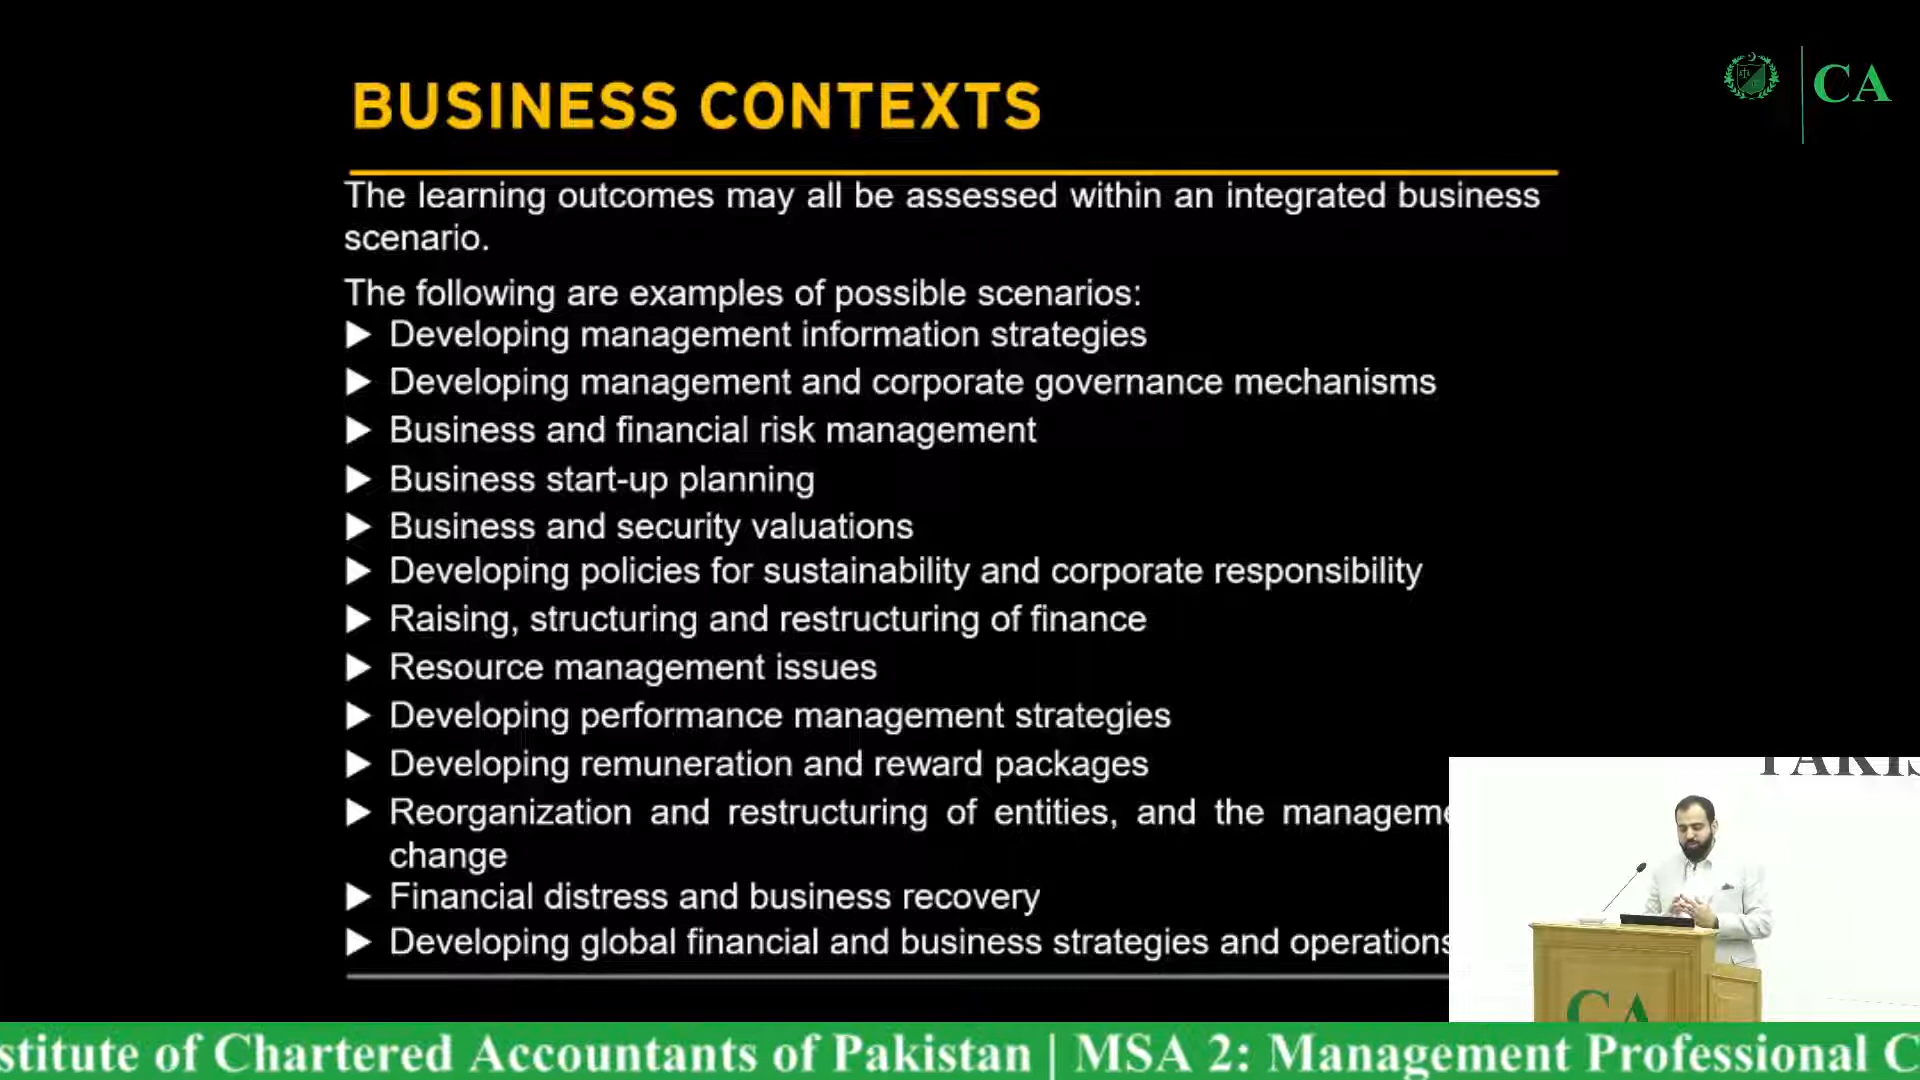 BUSINESS CONTEXTS
CA
The learning outcomes may all be assessed within an integrated business
scenario.
The following are examples of possible scenarios:
Developing management information strategies
Developing management and corporate governance mechanisms
Business and financial risk management
Business start-up planning
Business and security valuations
Developing policies for sustainability and corporate responsibility
Raising, structuring and restructuring of finance
Resource management issues
Developing performance management strategies
Developing remuneration and reward packages
Reorganization and restructuring of entities, and the
change
Financial distress and business recovery
Developing global financial and business strategies and operations
CA
of Chartered Accountants of Pakistan | MSA 2: Management Professional